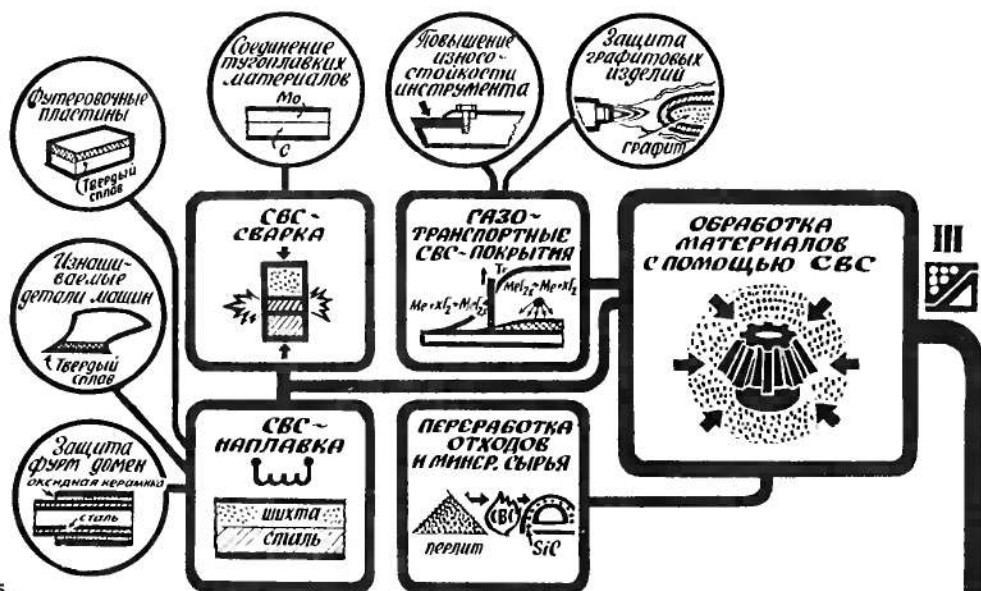 Футеровочные
пластины
Твердый
сплав
Соединение
тугоплавких
материалов
Mo
C
Повышение
износо-
стойкости
инструмента
Защита
графитовых
изделий
графит
Изнаши-
ваемые
детали машин
Твердый
сплав
СВС-
СВАРКА
ГАЗО-
ТРАНСПОРТНЫЕ
СВС-ПОКРЫТИЯ
ОБРАБОТКА
МАТЕРИАЛОВ
С ПОМОЩЬЮ СВС
III
Защита
фурм домен
оксидная керамика
сталь
СВС-
НАПЛАВКА
шихта
сталь
ПЕРЕРАБОТКА
ОТХОДОВ
И МИНЕР. СЫРЬЯ
перлит
СВС
SiC